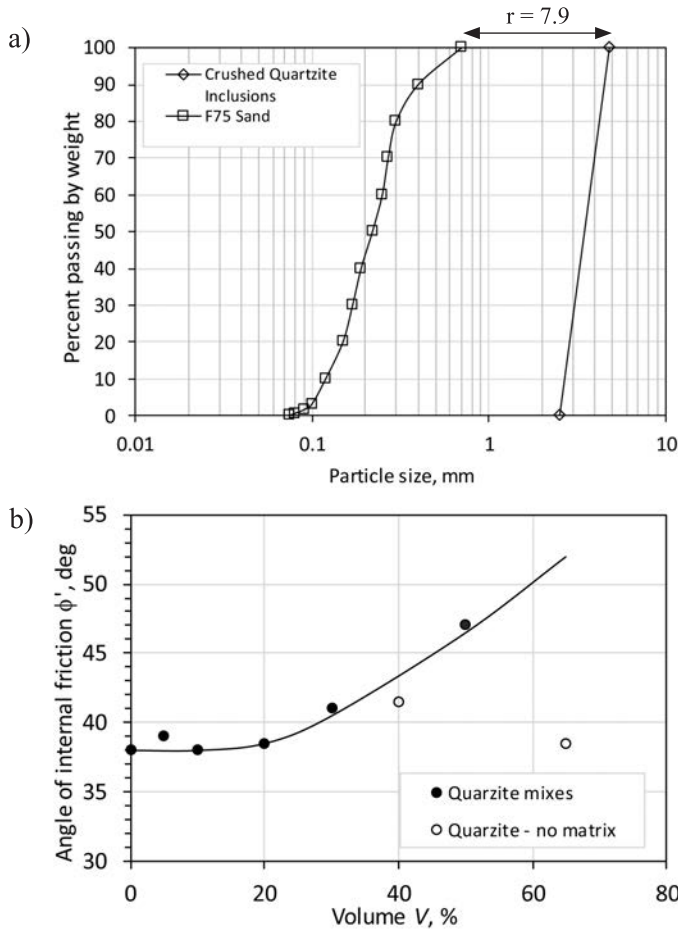 r = 7.9
a)
100
90
80
70
60
50
40
30
20
10
0
Percent passing by weight
Crushed Quartzite
Inclusions
F75 Sand
0.01
0.1
1
10
Particle size, mm
b)
55
50
45
40
35
30
Angle of internal friction ϕ', deg
Quarzite mixes
Quarzite - no matrix
0
20
40
60
80
Volume V, %